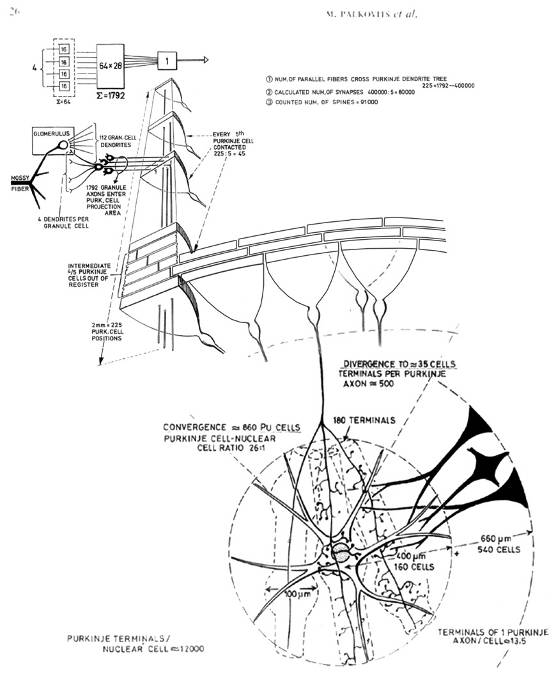 26
M. PALKOVITS et al.
4
16
16
16
16
Σ=64
64×28
Σ=1792
1
① NUM. OF PARALLEL FIBERS CROSS PURKINJE DENDRITE TREE
225×1792~400000
② CALCULATED NUM. OF SYNAPSES 400000:5=80000
③ COUNTED NUM. OF SPINES ≈ 91000
GLOMERULUS
112 GRAN. CELL
DENDRITES
EVERY 5th
PURKINJE CELL
CONTACTED
225:5=45
MOSSY
FIBER
1792 GRANULE
AXONS ENTER
PURK. CELL
PROJECTION
AREA
4 DENDRITES PER
GRANULE CELL
INTERMEDIATE
4/5 PURKINJE
CELLS OUT OF
REGISTER
2mm=225
PURK. CELL
POSITIONS
DIVERGENCE TO ≈ 35 CELLS
TERMINALS PER PURKINJE
AXON ≈ 500
CONVERGENCE ≈ 860 PU CELLS
PURKINJE CELL-NUCLEAR
CELL RATIO 26:1
180 TERMINALS
660 µm
540 CELLS
400 µm
160 CELLS
100 µm
PURKINJE TERMINALS/
NUCLEAR CELL ≈ 12000
TERMINALS OF 1 PURKINJE
AXON/CELL≈13.5